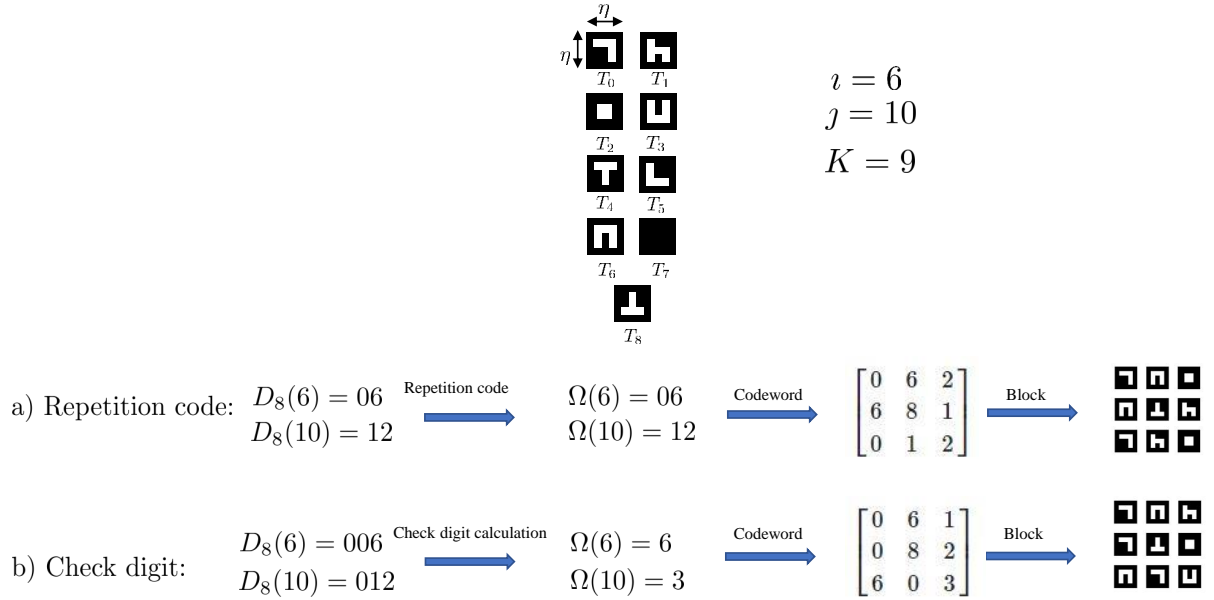 η
η
T₀ T₁
T₂ T₃
T₄ T₅
T₆ T₇
T₈
ı = 6
ȷ = 10
K = 9
a) Repetition code:
D₈(6) = 06
D₈(10) = 12
Repetition code
Ω(6) = 06
Ω(10) = 12
Codeword
0 6 2
6 8 1
0 1 2
Block
b) Check digit:
D₈(6) = 006
D₈(10) = 012
Check digit calculation
Ω(6) = 6
Ω(10) = 3
Codeword
0 6 1
0 8 2
6 0 3
Block